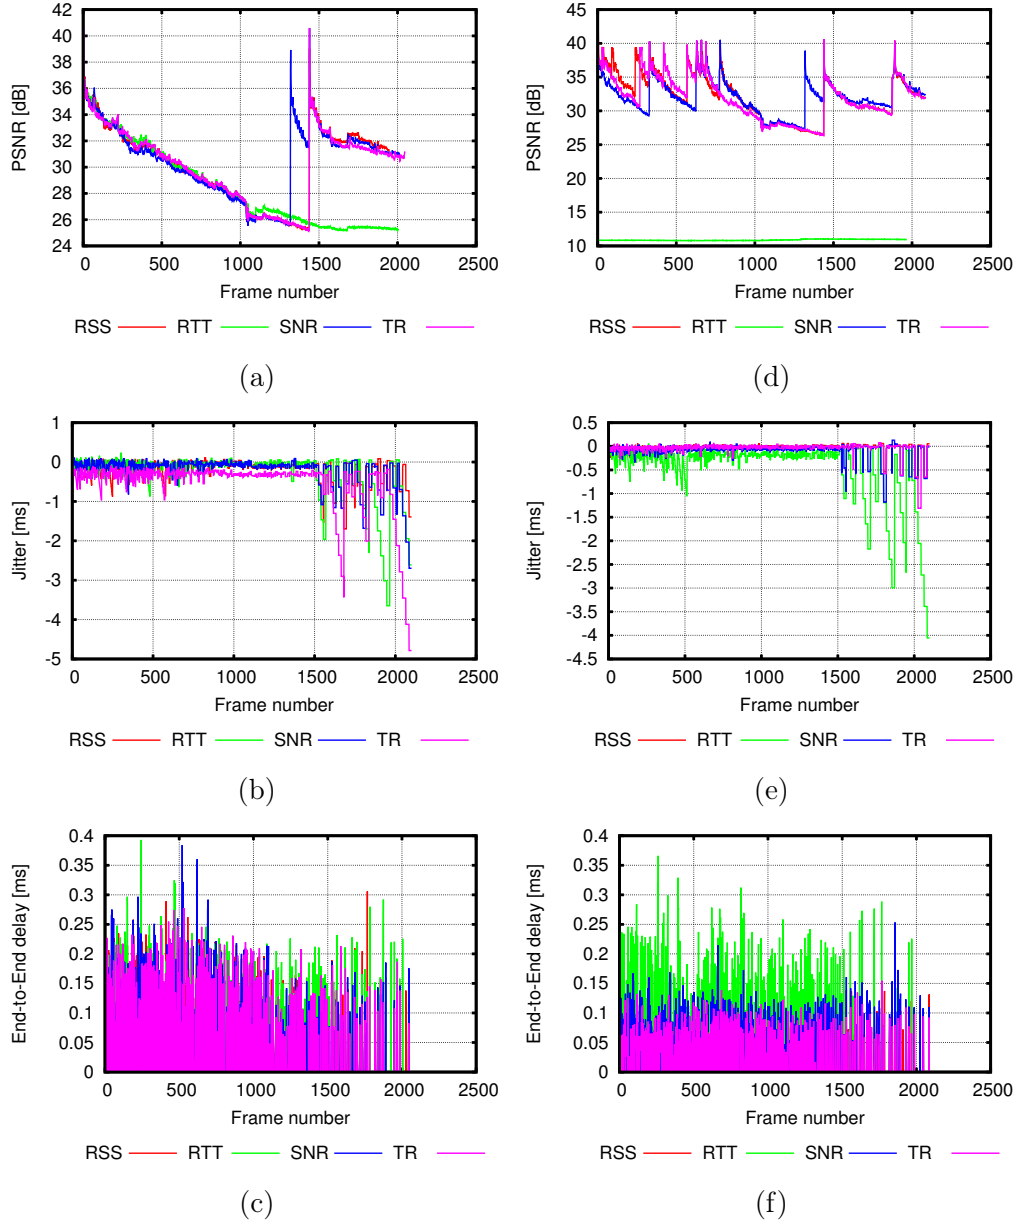 42
40
38
36
34
32
30
28
26
24
PSNR [dB]
0 500 1000 1500 2000 2500
Frame number
RSS RTT SNR TR
(a)
45
40
35
30
25
20
15
10
PSNR [dB]
0 500 1000 1500 2000 2500
Frame number
RSS RTT SNR TR
(d)
1
0
-1
-2
-3
-4
-5
Jitter [ms]
0 500 1000 1500 2000 2500
Frame number
RSS RTT SNR TR
(b)
0.5
0
-0.5
-1
-1.5
-2
-2.5
-3
-3.5
-4
-4.5
Jitter [ms]
0 500 1000 1500 2000 2500
Frame number
RSS RTT SNR TR
(e)
0.4
0.35
0.3
0.25
0.2
0.15
0.1
0.05
0
End-to-End delay [ms]
0 500 1000 1500 2000 2500
Frame number
RSS RTT SNR TR
(c)
0.4
0.35
0.3
0.25
0.2
0.15
0.1
0.05
0
End-to-End delay [ms]
0 500 1000 1500 2000 2500
Frame number
RSS RTT SNR TR
(f)